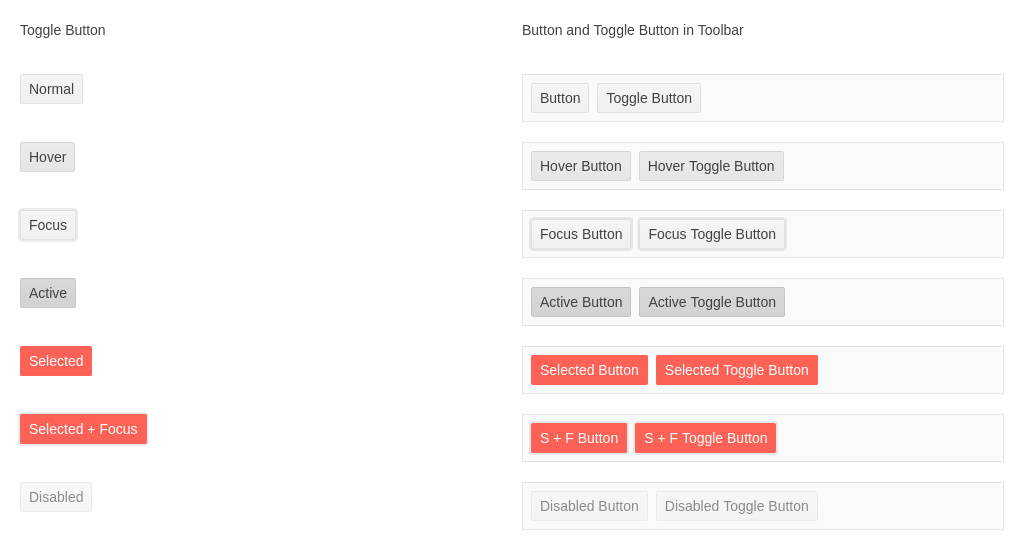 Toggle Button
Normal
Hover
Focus
Active
Selected
Selected + Focus
Disabled
Button and Toggle Button in Toolbar
Button Toggle Button
Hover Button Hover Toggle Button
Focus Button Focus Toggle Button
Active Button Active Toggle Button
Selected Button Selected Toggle Button
S + F Button S + F Toggle Button
Disabled Button Disabled Toggle Button